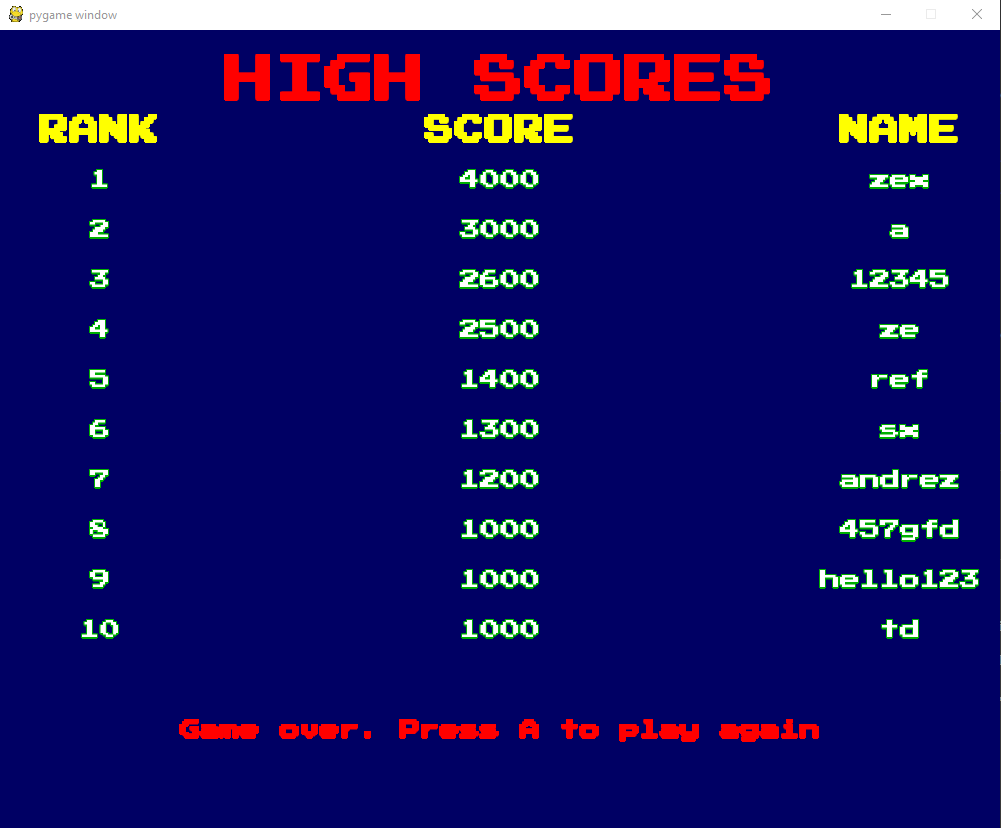 pygame window
HIGH SCORES
RANK SCORE NAME
1 4000 zex
2 3000 a
3 2600 12345
4 2500 ze
5 1400 ref
6 1300 sx
7 1200 andrez
8 1000 457gfd
9 1000 hello123
10 1000 td
Game over. Press A to play again